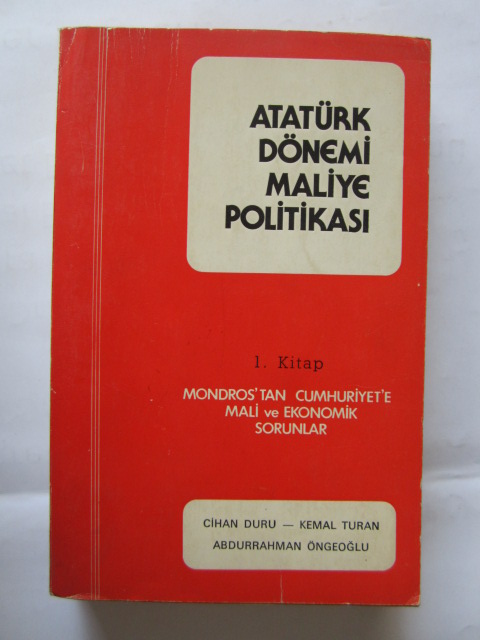 ATATÜRK
DÖNEMİ
MALİYE
POLİTİKASI
1. Kitap
MONDROS'TAN CUMHURİYET'E
MALİ ve EKONOMİK
SORUNLAR
CİHAN DURU — KEMAL TURAN
ABDURRAHMAN ÖNGEOĞLU